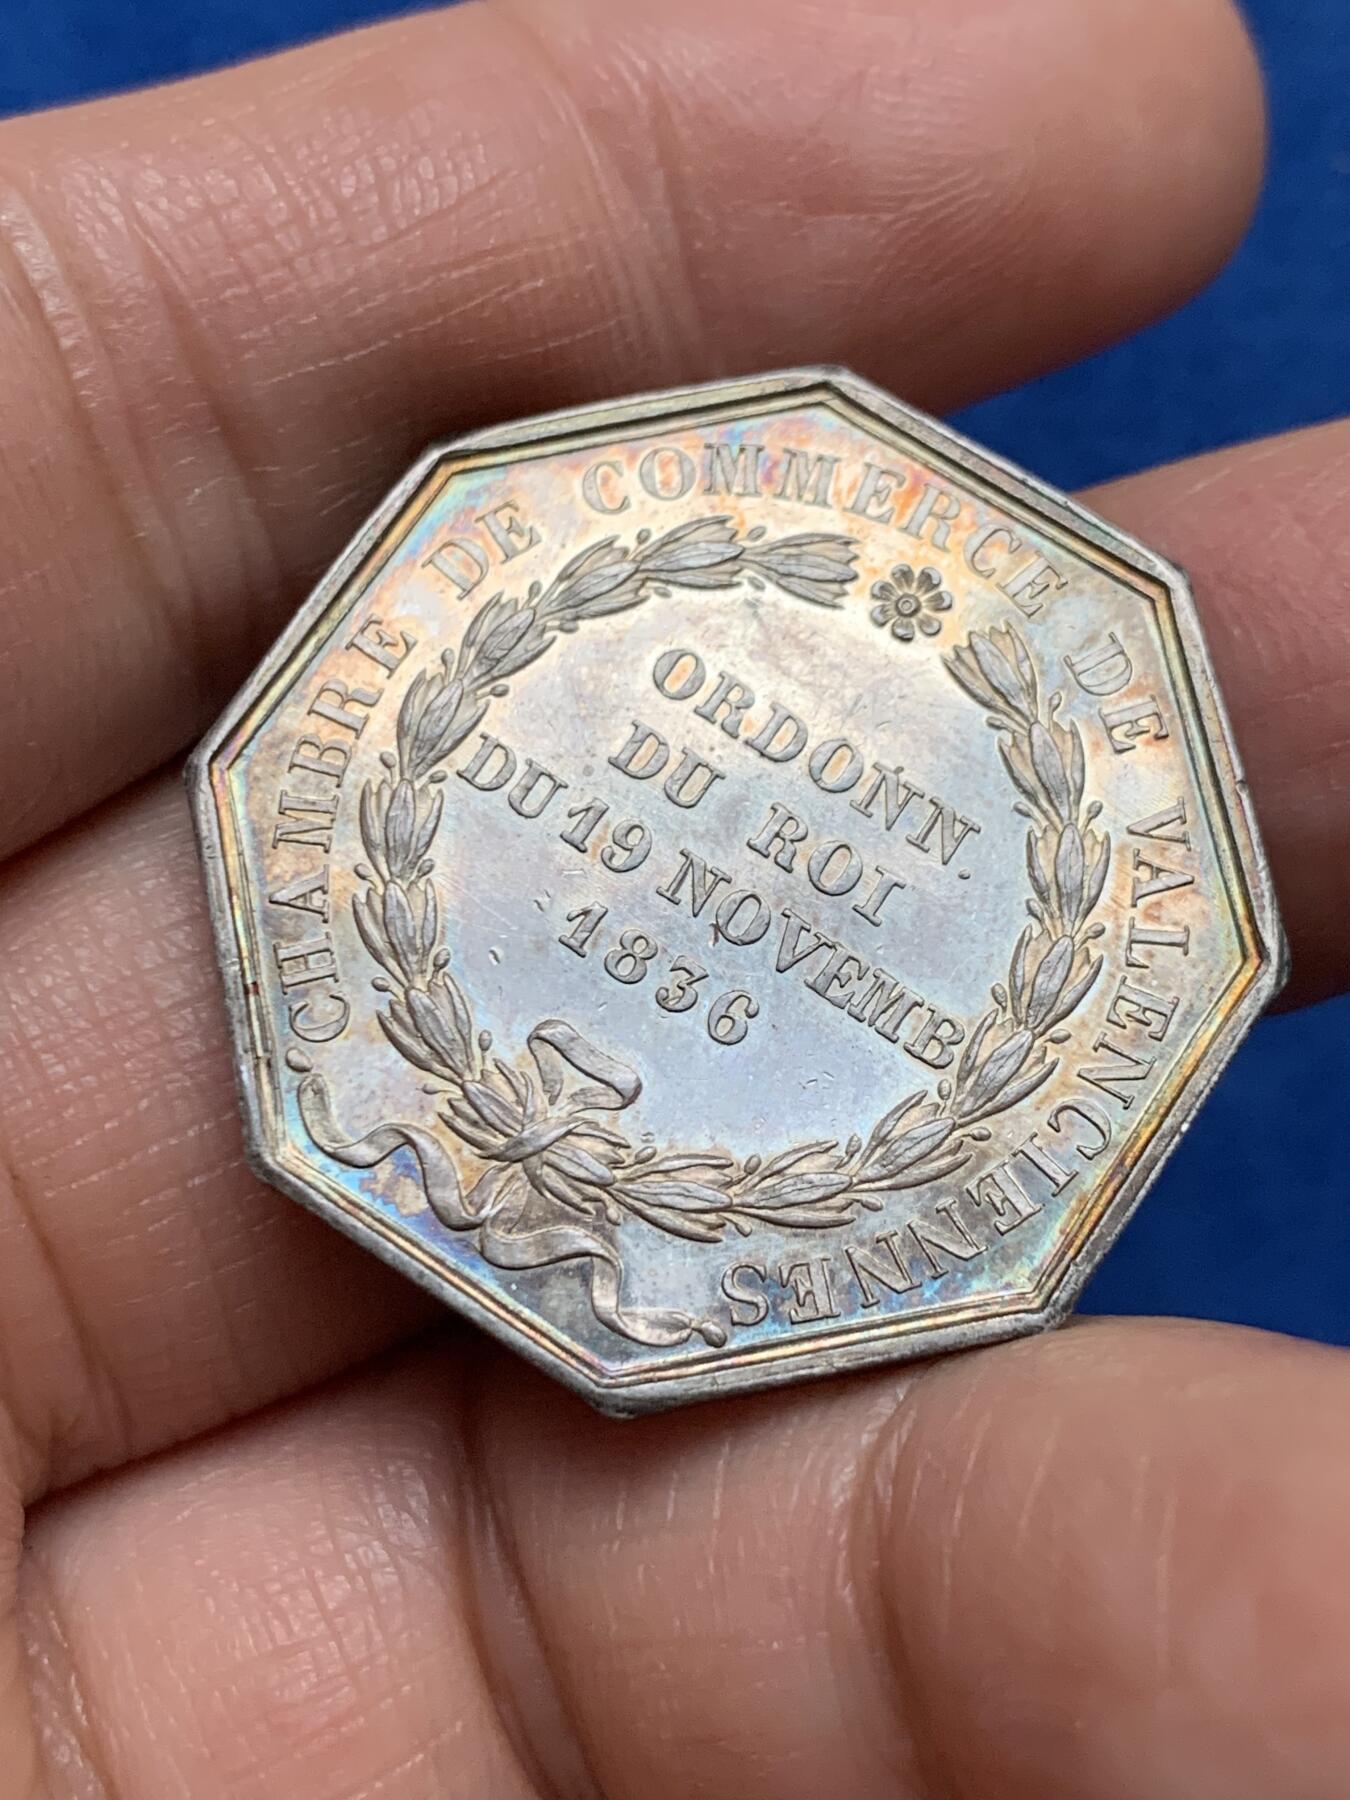 CHAMBRE DE COMMERCE DE VALENCIENNES
ORDONN.
DU ROI
DU 19 NOVEMB
1836